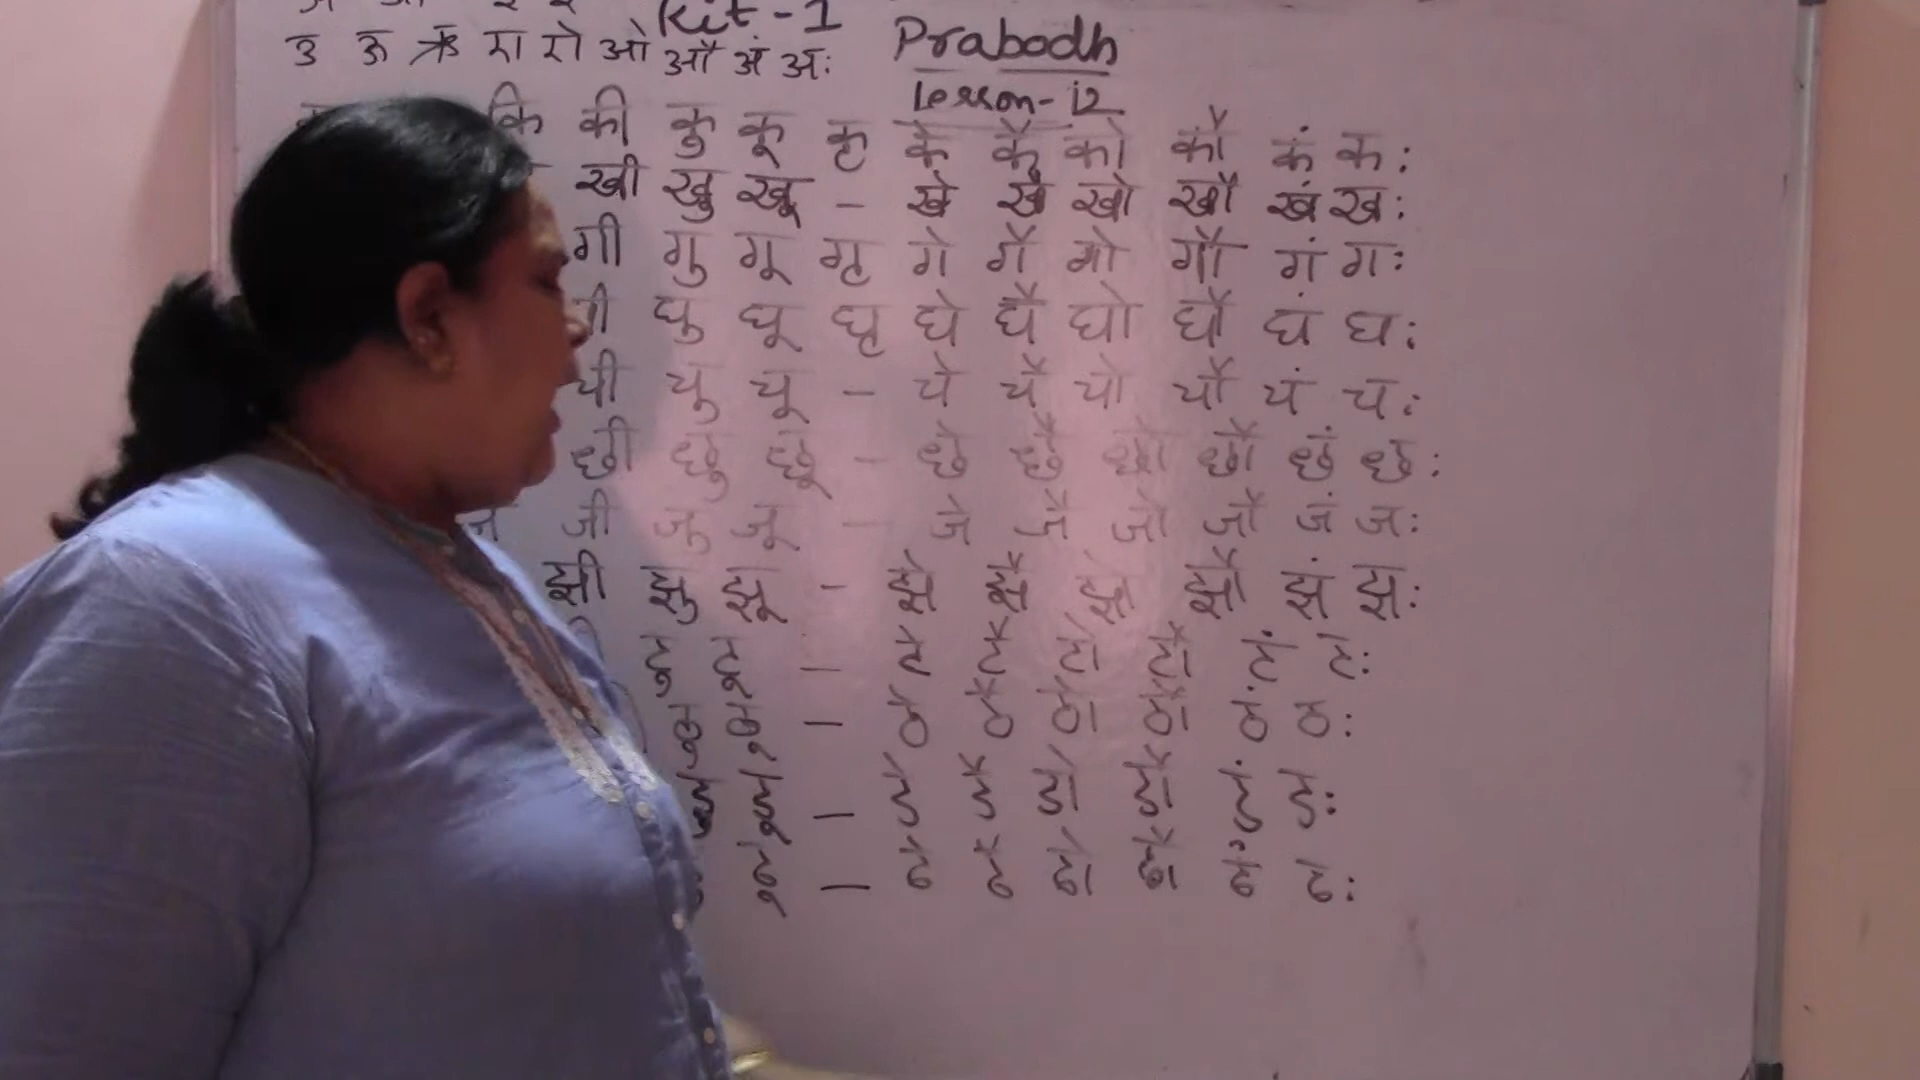 Kit-1
Prabodh
उ ऊ ऋ ए ऐ ओ औ अं अः
Lesson-12
कि की कु कू कृ के कै को कौ कं कः
खी खु खू - खे खै खो खौ खं खः
गी गु गू गृ गे गै गो गौ गं गः
घु घू घृ घे घै घो घौ घं घः
ची चु चू - चे चै चो चौ चं चः
छी छु छू - छे छै छो छौ छं छः
जी जु जू - जे जै जो जौ जं जः
झी झु झू - झे झै झो झौ झं झः
टु टू - टे टै टो टौ टं टः
ठु ठू - ठे ठै ठो ठौ ठं ठः
डु डू - डे डै डो डौ डं डः
ढू - ढे ढै ढो ढौ ढं ढः